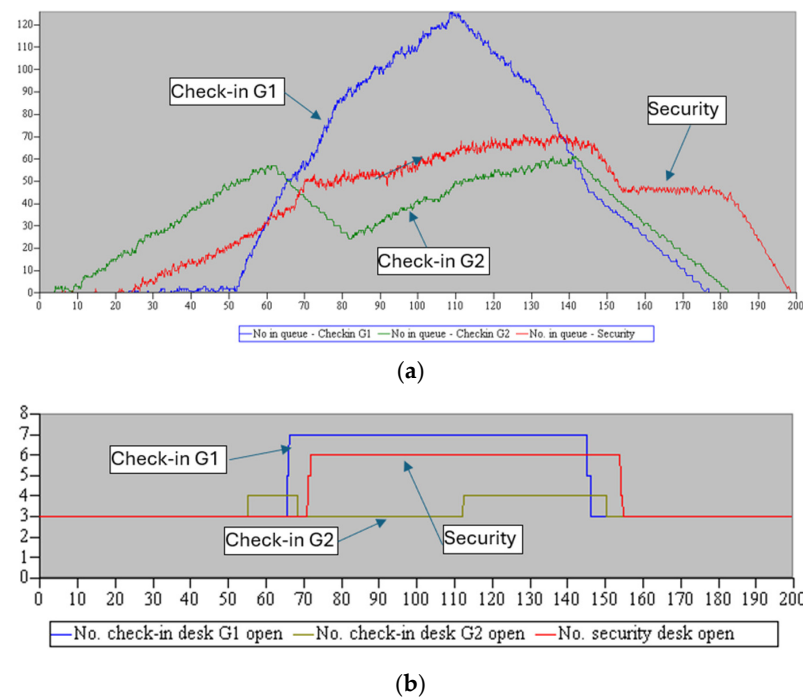 120
110
100
90
80
70
60
50
40
30
20
10
0
Check-in G1
Security
Check-in G2
0 10 20 30 40 50 60 70 80 90 100 110 120 130 140 150 160 170 180 190 200
No in queue - Checkin G1 No in queue - Checkin G2 No. in queue - Security
(a)
8
7
6
5
4
3
2
1
0
Check-in G1
Check-in G2
Security
0 10 20 30 40 50 60 70 80 90 100 110 120 130 140 150 160 170 180 190 200
No. check-in desk G1 open No. check-in desk G2 open No. security desk open
(b)